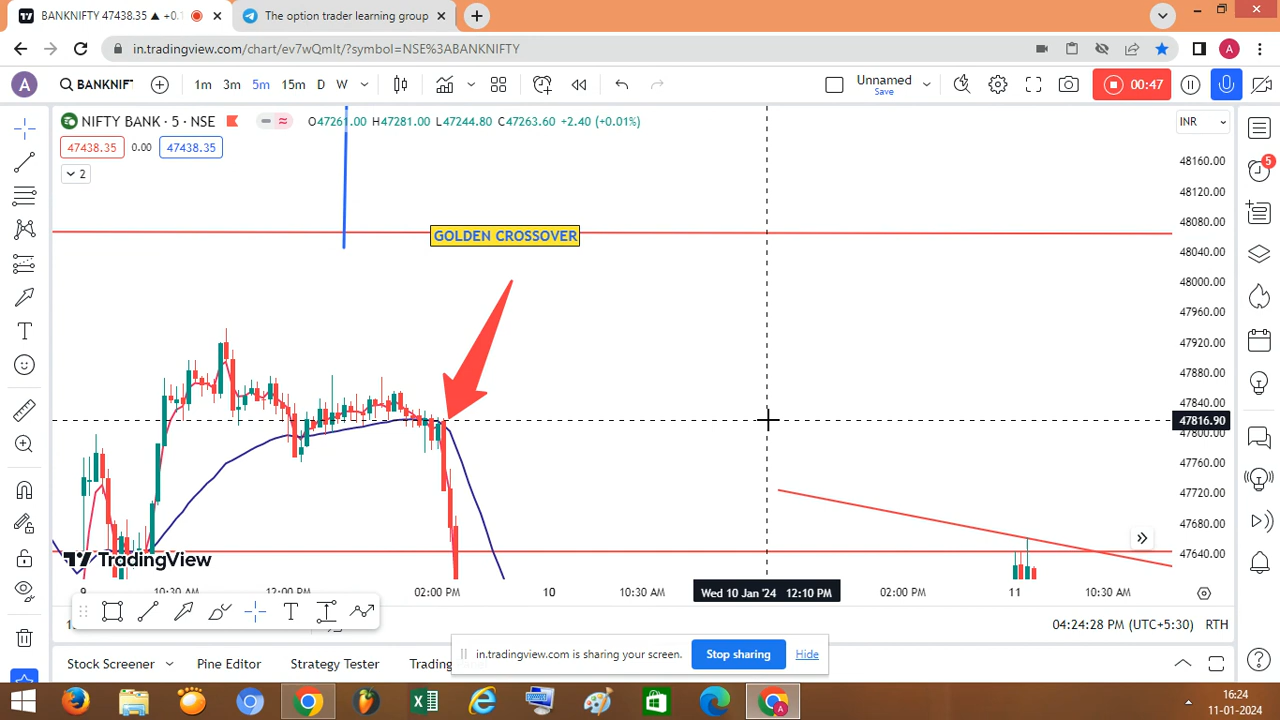 BANKNIFTY 47438.35 ▲ +0.1
The option trader learning group
in.tradingview.com/chart/ev7wQmIt/?symbol=NSE%3ABANKNIFTY
A
A
BANKNIFT
1m 3m 5m 15m D W
Unnamed
Save
00:47
NIFTY BANK · 5 · NSE
O47261.00 H47281.00 L47244.80 C47263.60 +2.40 (+0.01%)
INR
47438.35 0.00 47438.35
2
5
GOLDEN CROSSOVER
48160.00
48120.00
48080.00
48040.00
48000.00
47960.00
47920.00
47880.00
47840.00
47816.90
47800.00
47760.00
47720.00
47680.00
47640.00
TradingView
9 10:30 AM 12:00 PM 02:00 PM 10 10:30 AM Wed 10 Jan '24 12:10 PM 02:00 PM 11 10:30 AM
04:24:28 PM (UTC+5:30) RTH
in.tradingview.com is sharing your screen. Stop sharing Hide
Stock Screener Pine Editor Strategy Tester
16:24
11-01-2024